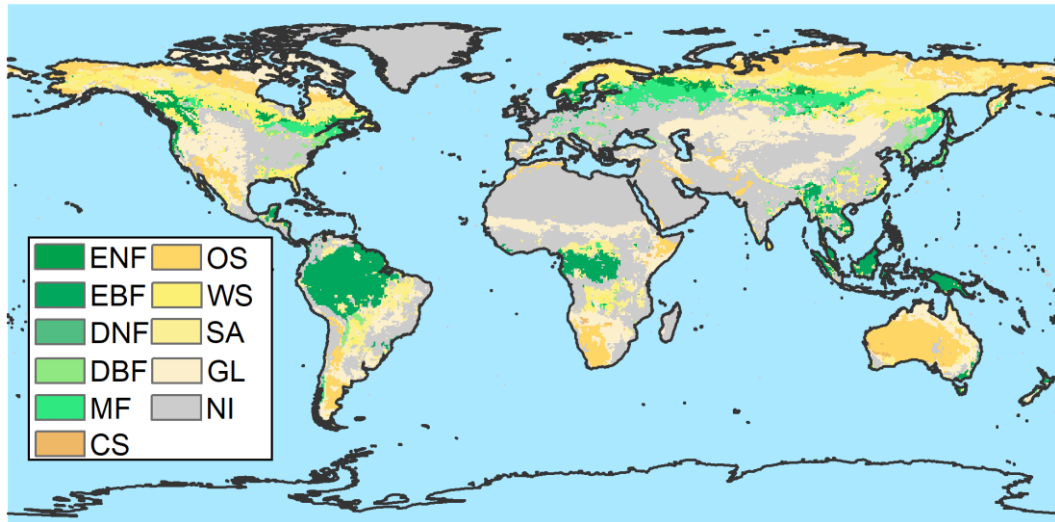 ENF OS
EBF WS
DNF SA
DBF GL
MF NI
CS